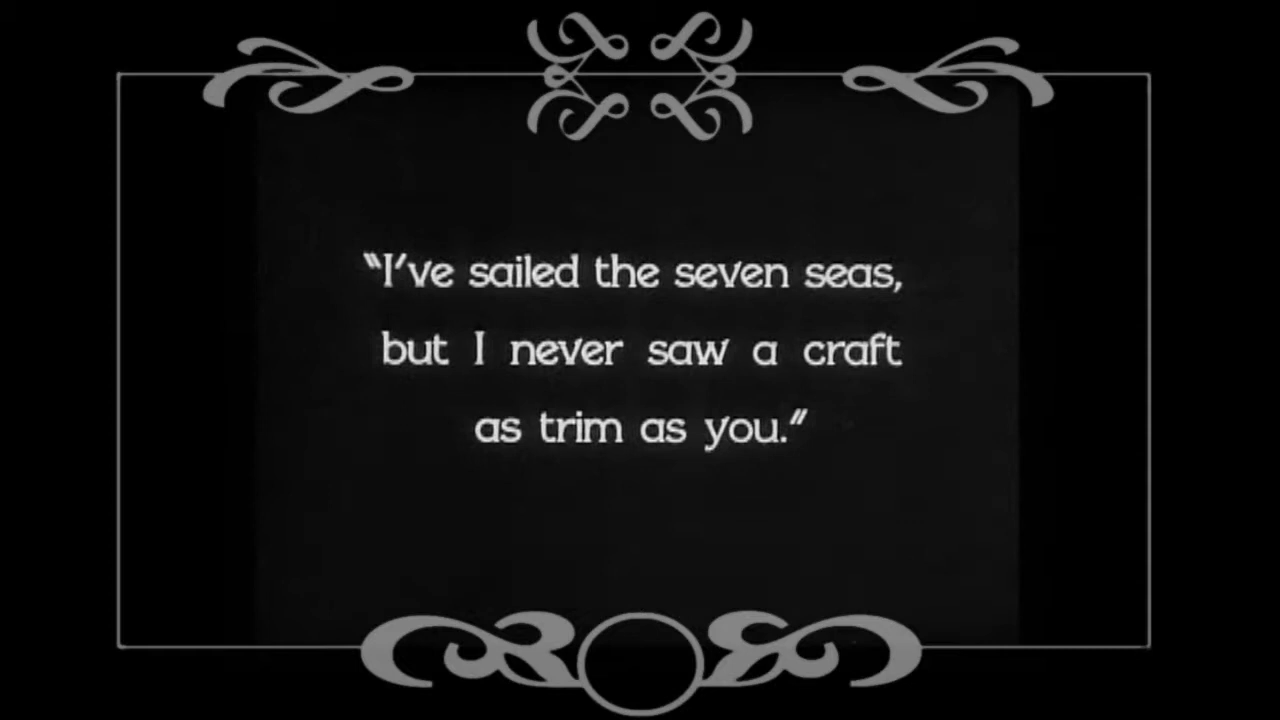 “I’ve sailed the seven seas,
but I never saw a craft
as trim as you.”